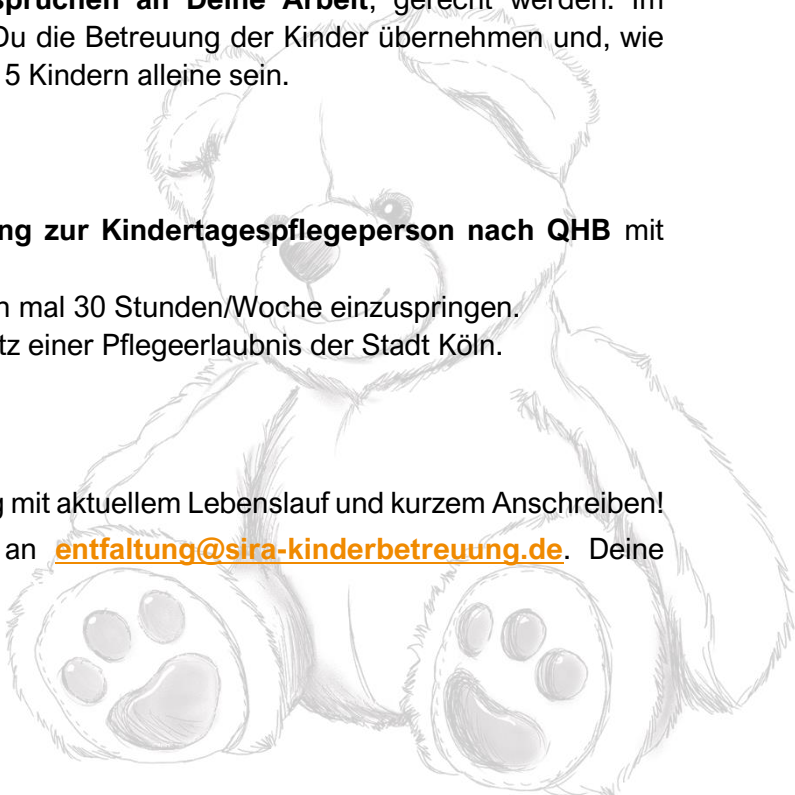 sprüchen an Deine Arbeit, gerecht werden. Im
Du die Betreuung der Kinder übernehmen und, wie
5 Kindern alleine sein.
ng zur Kindertagespflegeperson nach QHB mit
n mal 30 Stunden/Woche einzuspringen.
tz einer Pflegeerlaubnis der Stadt Köln.
g mit aktuellem Lebenslauf und kurzem Anschreiben!
an entfaltung@sira-kinderbetreuung.de. Deine